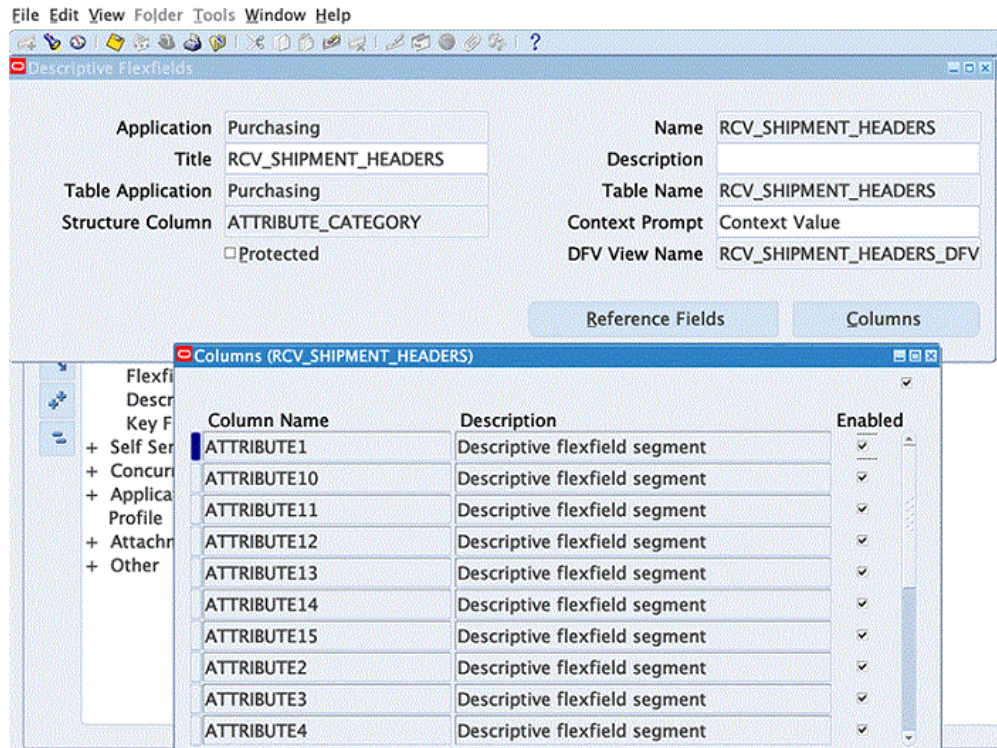 File Edit View Folder Tools Window Help
?
Descriptive Flexfields
Application Purchasing Name RCV_SHIPMENT_HEADERS
Title RCV_SHIPMENT_HEADERS Description
Table Application Purchasing Table Name RCV_SHIPMENT_HEADERS
Structure Column ATTRIBUTE_CATEGORY Context Prompt Context Value
Protected DFV View Name RCV_SHIPMENT_HEADERS_DFV
Reference Fields Columns
Columns (RCV_SHIPMENT_HEADERS)
Flexfi
Descr
Key F
+ Self Ser
+ Concurr
+ Applica
Profile
+ Attachn
+ Other
Column Name Description Enabled
ATTRIBUTE1 Descriptive flexfield segment
ATTRIBUTE10 Descriptive flexfield segment
ATTRIBUTE11 Descriptive flexfield segment
ATTRIBUTE12 Descriptive flexfield segment
ATTRIBUTE13 Descriptive flexfield segment
ATTRIBUTE14 Descriptive flexfield segment
ATTRIBUTE15 Descriptive flexfield segment
ATTRIBUTE2 Descriptive flexfield segment
ATTRIBUTE3 Descriptive flexfield segment
ATTRIBUTE4 Descriptive flexfield segment